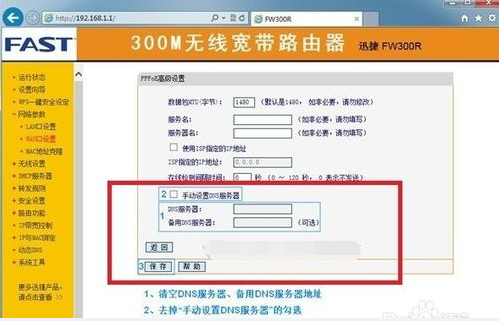 http://192.168.1.1/
FW300R
FAST
300M无线宽带路由器 迅捷 FW300R
运行状态
设置向导
WPS一键安全设定
网络参数
LAN口设置
WAN口设置
MAC地址克隆
无线设置
DHCP服务器
转发规则
安全设置
路由功能
IP带宽控制
IP与MAC绑定
动态DNS
系统工具
更多迅捷产品，
请点击查看 >>
PPPoE高级设置
数据包MTU(字节)： 1480 （默认是1480， 如非必要，请勿修改）
服务名： （如非必要，请勿填写）
服务器名： （如非必要，请勿填写）
使用ISP指定的IP地址
ISP指定的IP地址： 0.0.0.0
在线检测间隔时间： 0 秒 （0 ～ 120 秒， 0 表示不发送）
2 手动设置DNS服务器
1 DNS服务器：
备用DNS服务器： （可选）
返 回
3 保 存 帮 助
1、清空DNS服务器、备用DNS服务器地址
2、去掉“手动设置DNS服务器”的勾选